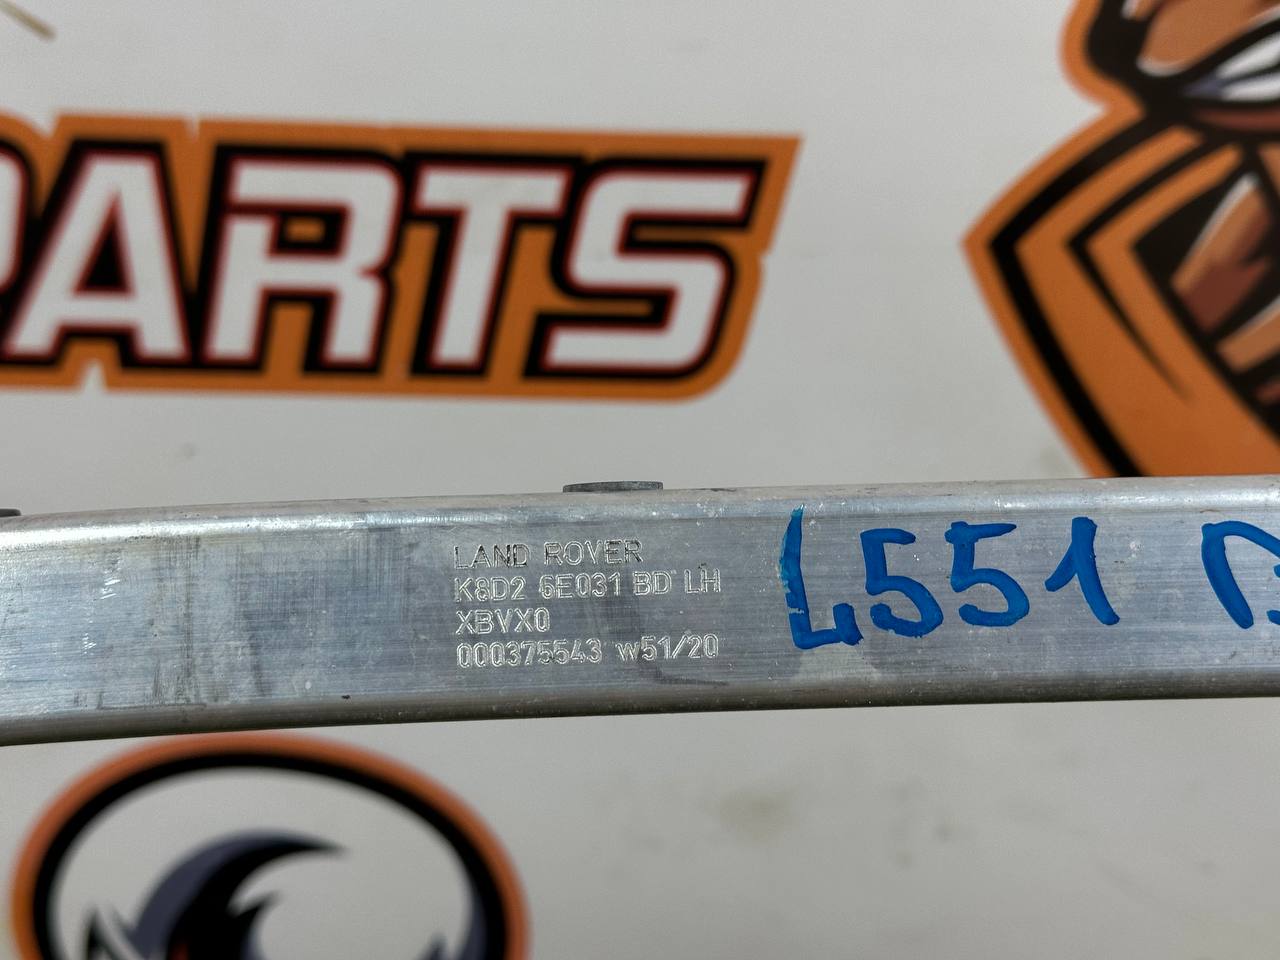 PARTS
LAND ROVER
K8D2 6E031 BD LH
XBVX0
000375543 w51/20
L551